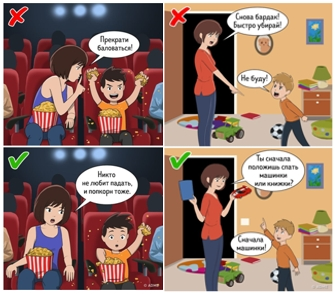 Прекрати
баловаться!
Снова бардак!
Быстро убирай!
Не буду!
Никто
не любит падать,
и попкорн тоже.
Ты сначала
положишь спать
машинки
или книжки?
Сначала
машинки!